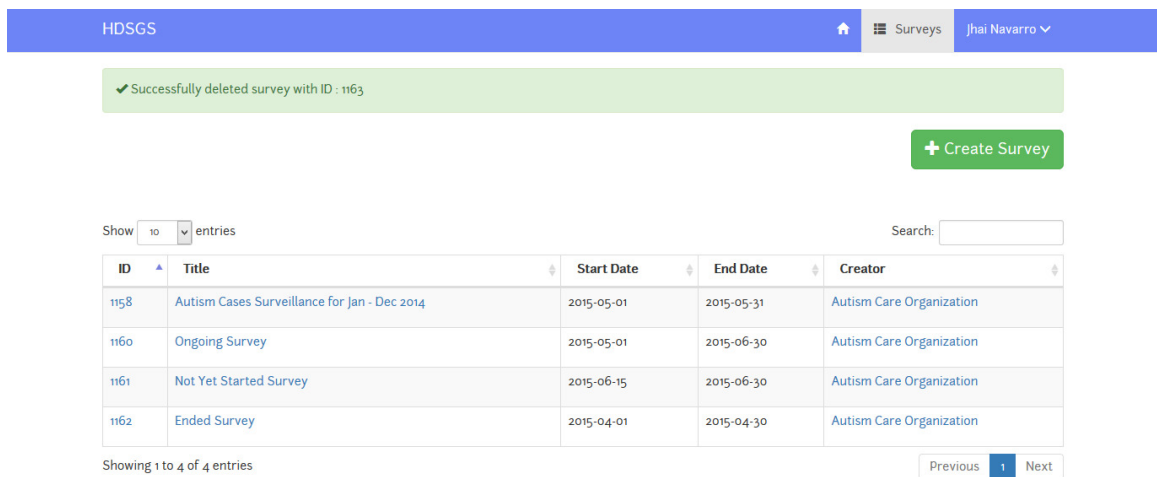 HDSGS Surveys Jhai Navarro
Successfully deleted survey with ID : 1163
Create Survey
Show 10 entries Search:
ID Title Start Date End Date Creator
1158 Autism Cases Surveillance for Jan - Dec 2014 2015-05-01 2015-05-31 Autism Care Organization
1160 Ongoing Survey 2015-05-01 2015-06-30 Autism Care Organization
1161 Not Yet Started Survey 2015-06-15 2015-06-30 Autism Care Organization
1162 Ended Survey 2015-04-01 2015-04-30 Autism Care Organization
Showing 1 to 4 of 4 entries Previous 1 Next